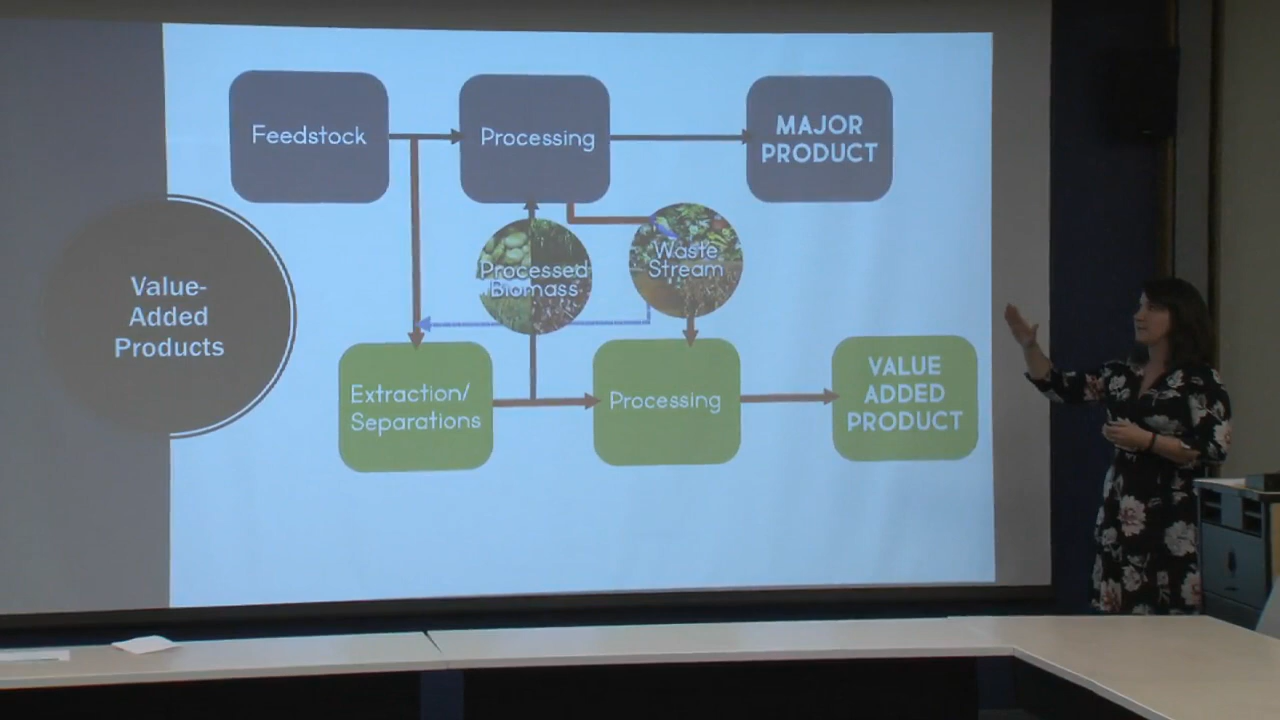 Feedstock
Processing
MAJOR
PRODUCT
Value-
Added
Products
Processed
Biomass
Waste
Stream
Extraction/
Separations
Processing
VALUE
ADDED
PRODUCT